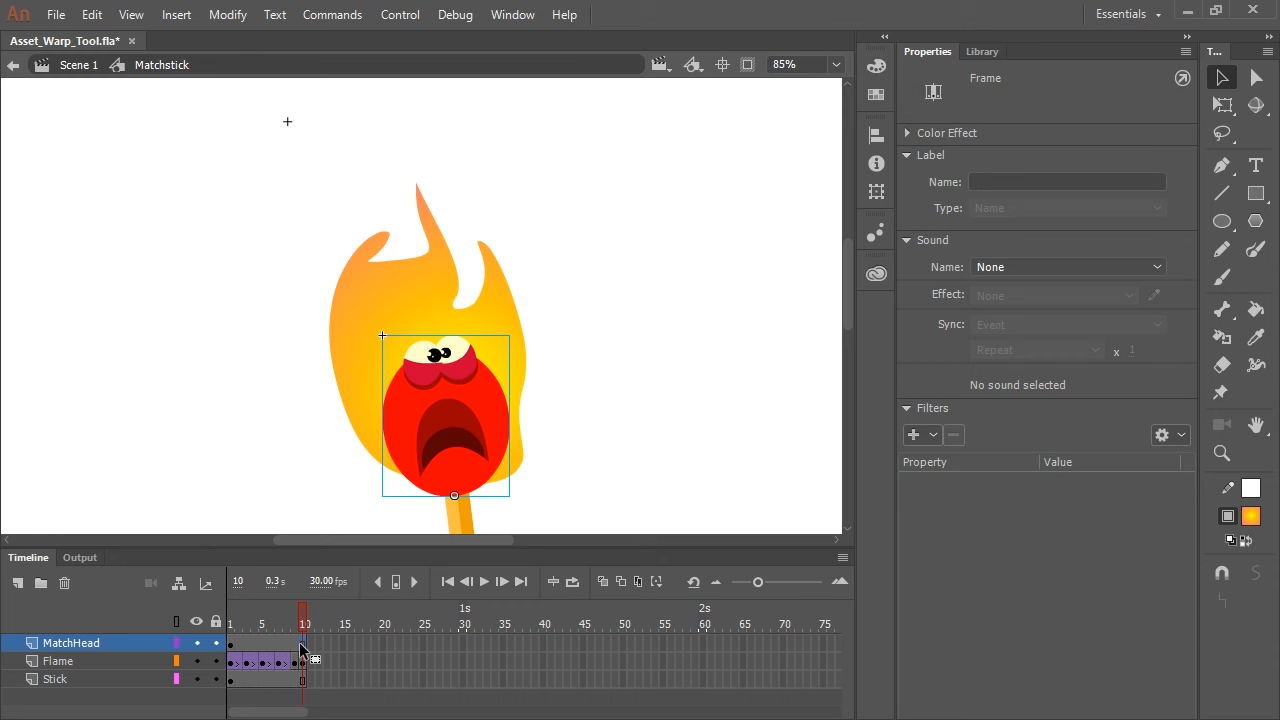 An File Edit View Insert Modify Text Commands Control Debug Window Help Essentials
Asset_Warp_Tool.fla* ×
Properties Library T...
Scene 1 Matchstick 85%
Frame
Color Effect
Label
Name:
Type: Name
Sound
Name: None
Effect: None
Sync: Event
Repeat x 1
No sound selected
Filters
Property Value
Timeline Output
10 0.3 s 30.00 fps
1s 2s
1 5 10 15 20 25 30 35 40 45 50 55 60 65 70 75
MatchHead
Flame
Stick